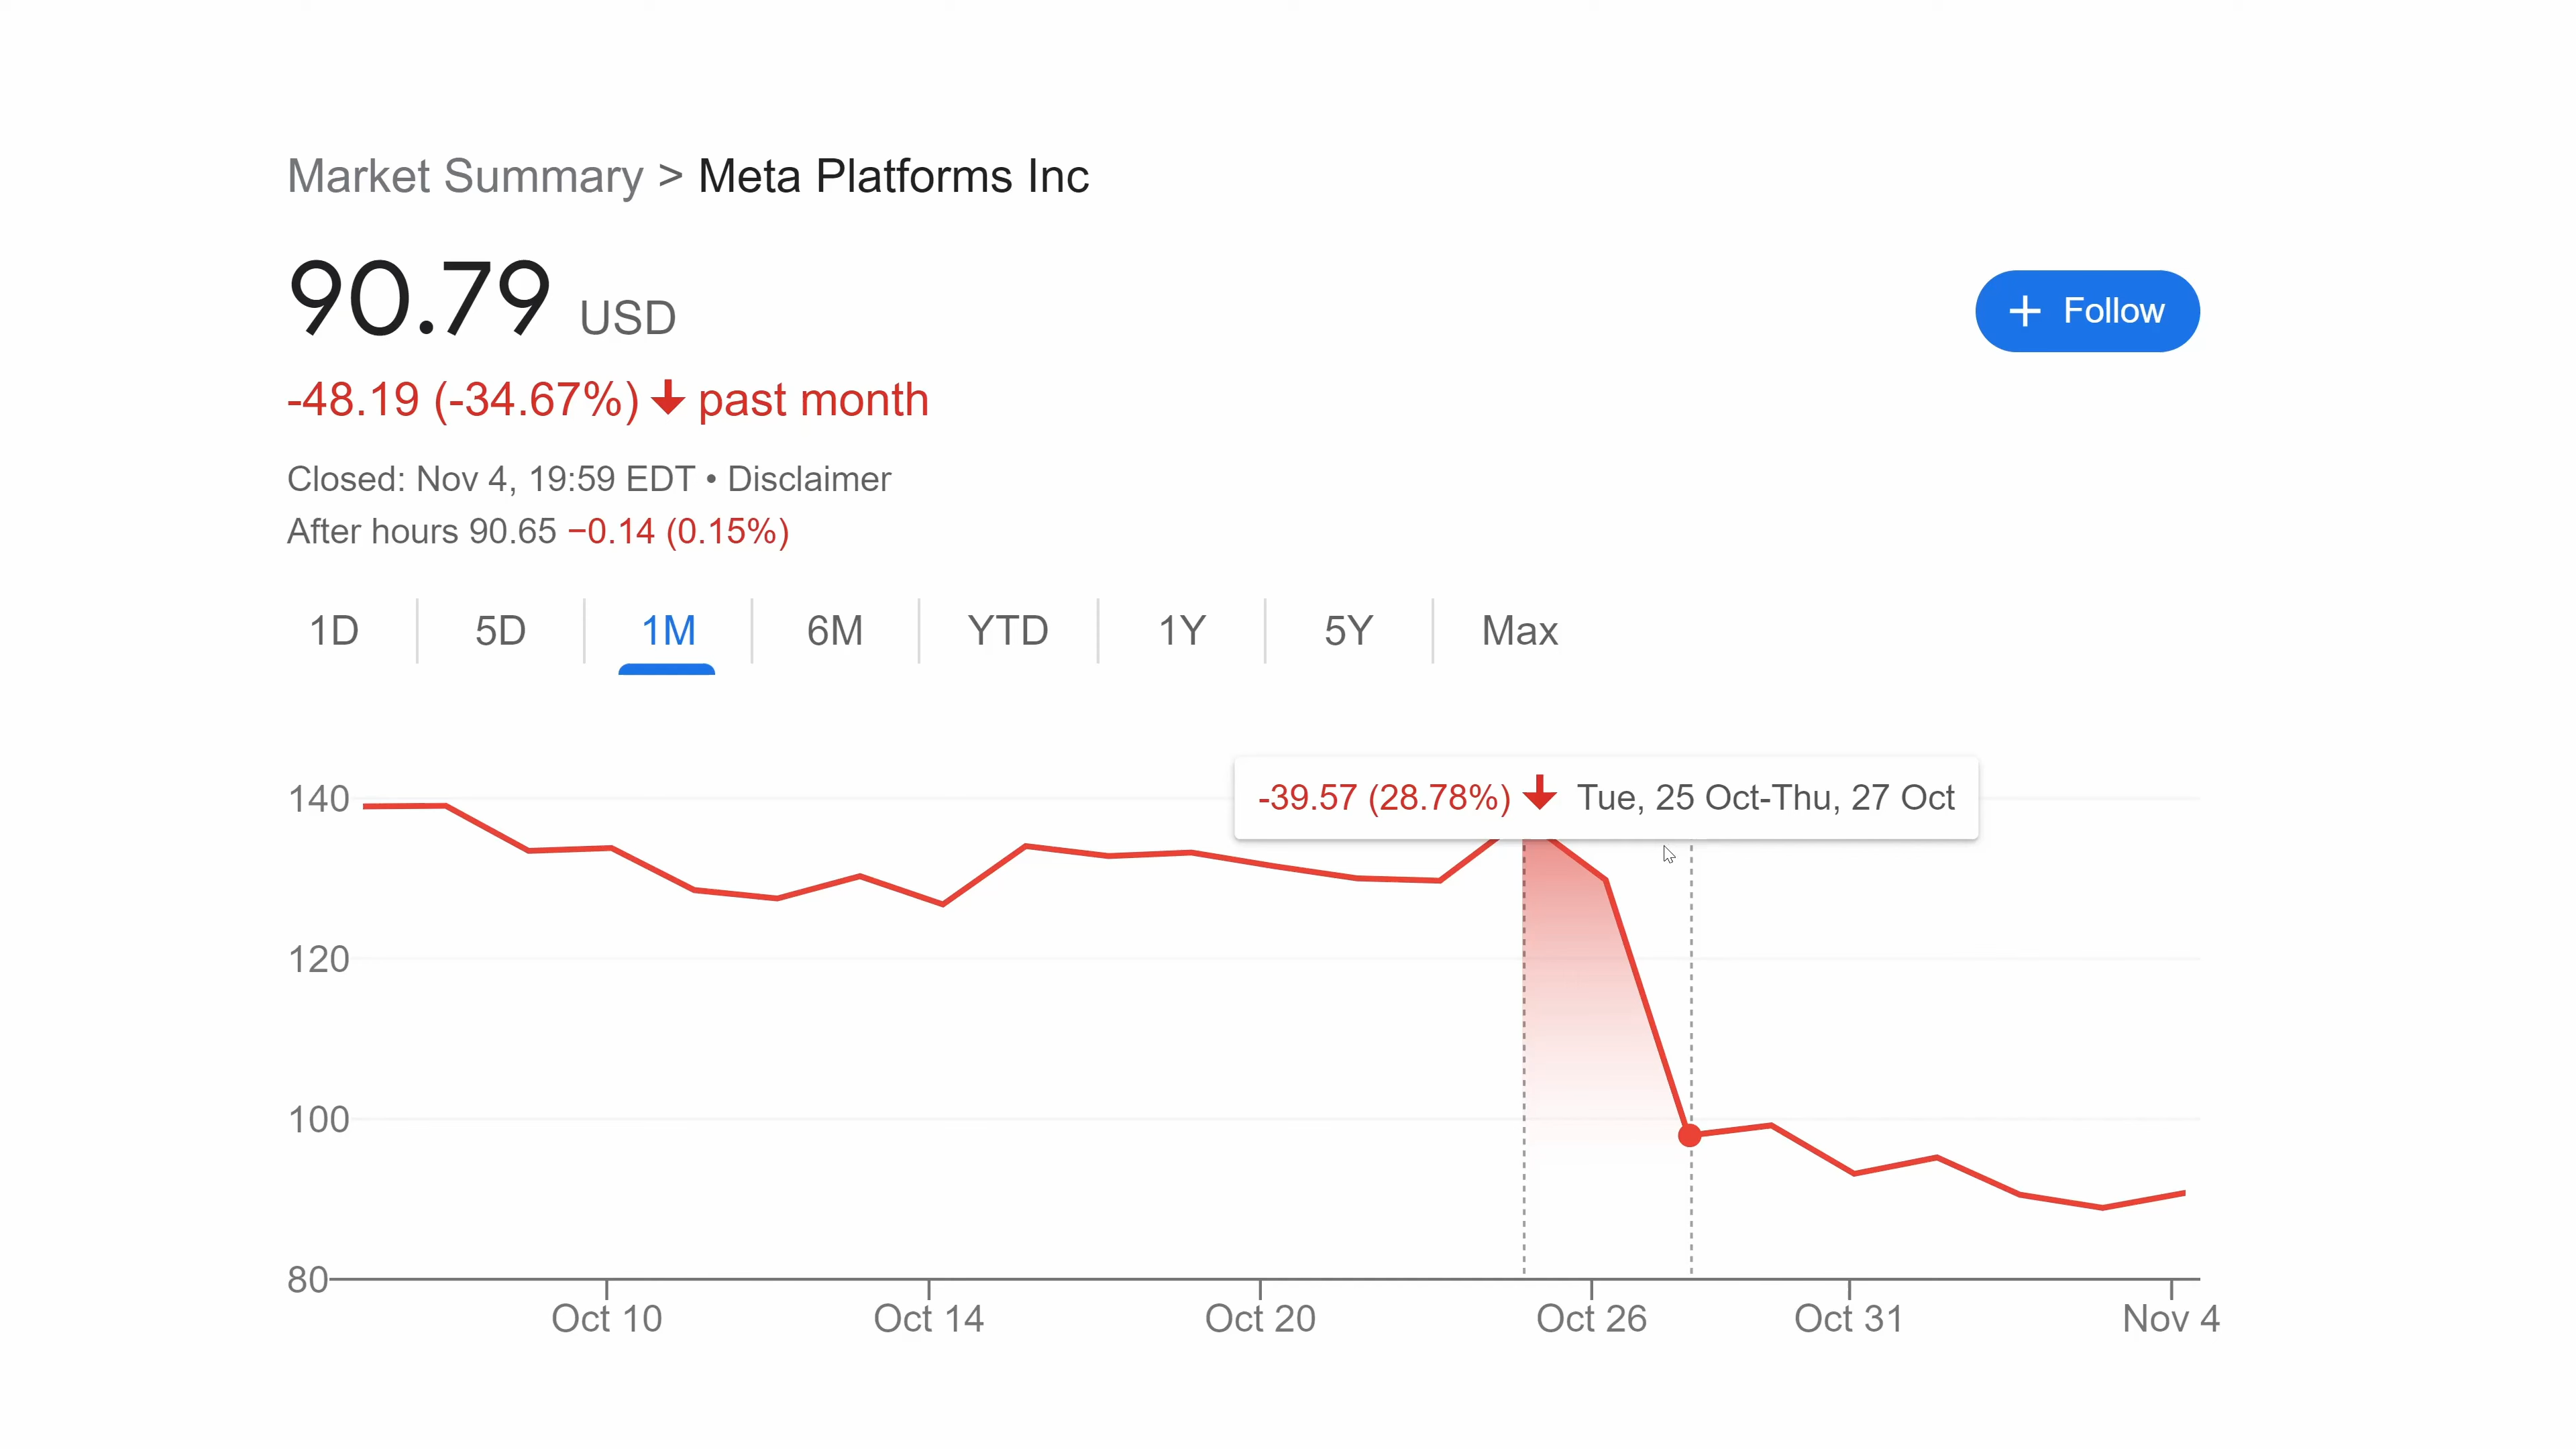 Market Summary > Meta Platforms Inc
90.79 USD
+ Follow
-48.19 (-34.67%) ↓ past month
Closed: Nov 4, 19:59 EDT • Disclaimer
After hours 90.65 −0.14 (0.15%)
1D 5D 1M 6M YTD 1Y 5Y Max
-39.57 (28.78%) ↓ Tue, 25 Oct-Thu, 27 Oct
140
120
100
80
Oct 10 Oct 14 Oct 20 Oct 26 Oct 31 Nov 4